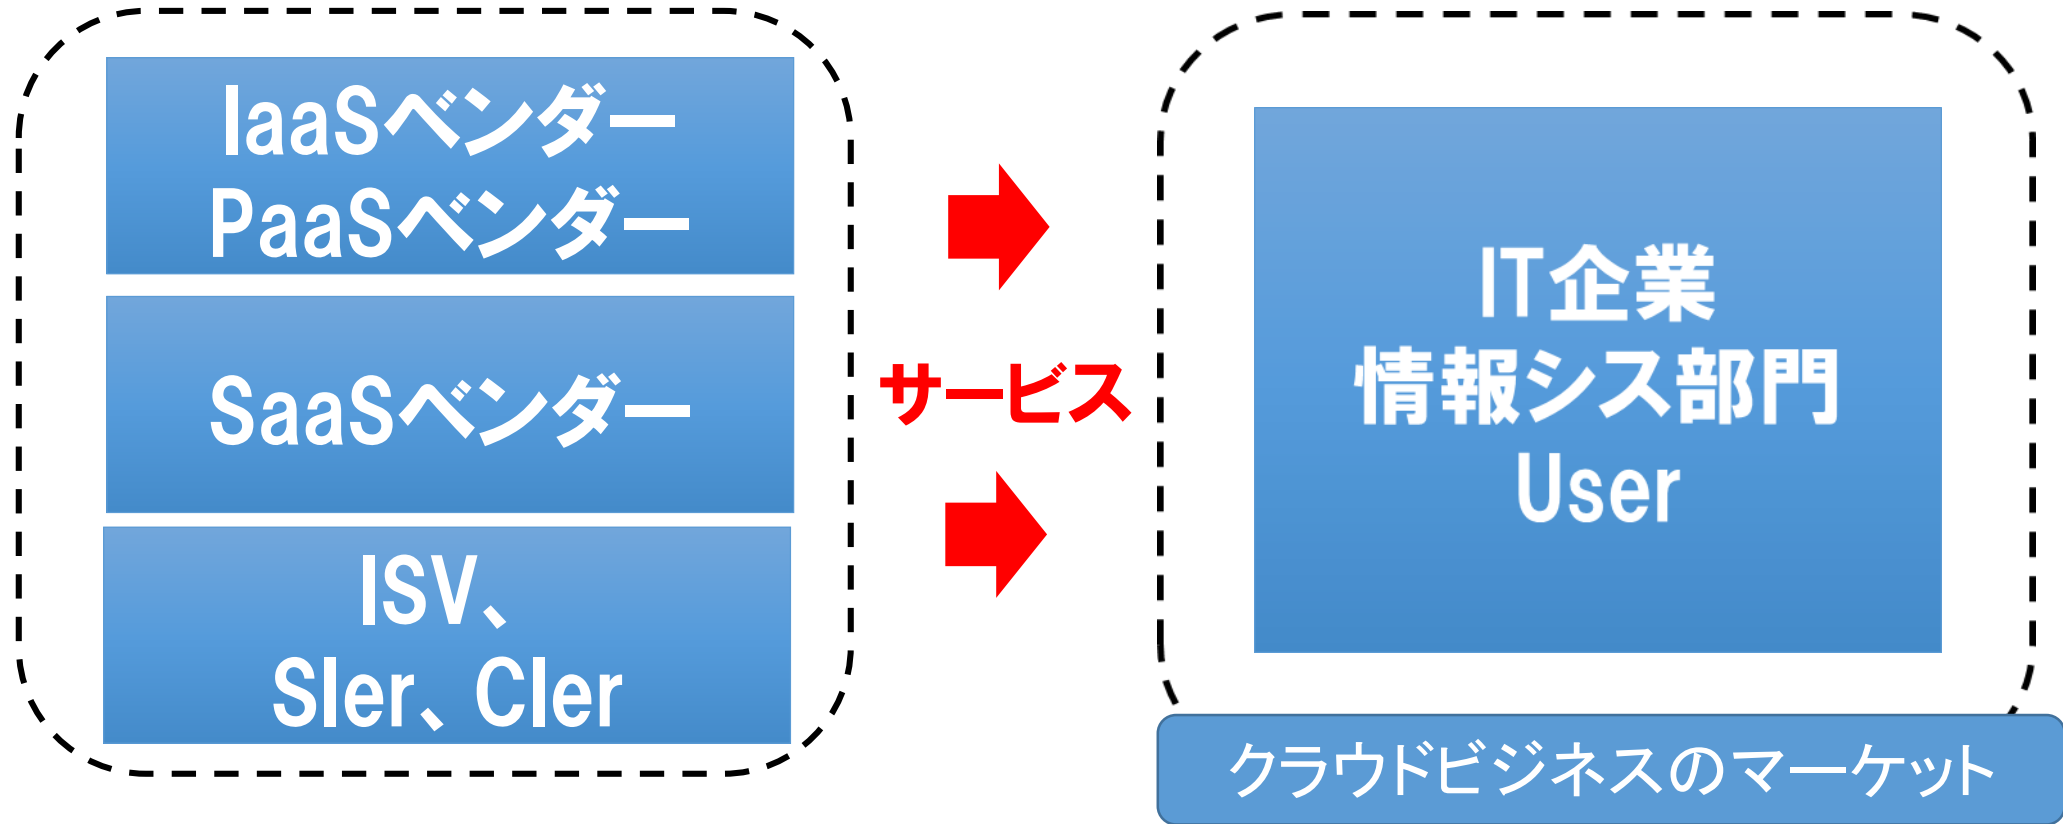 IaaSベンダー
PaaSベンダー
SaaSベンダー
ISV、
SIer、CIer
サービス
IT企業
情報シス部門
User
クラウドビジネスのマーケット